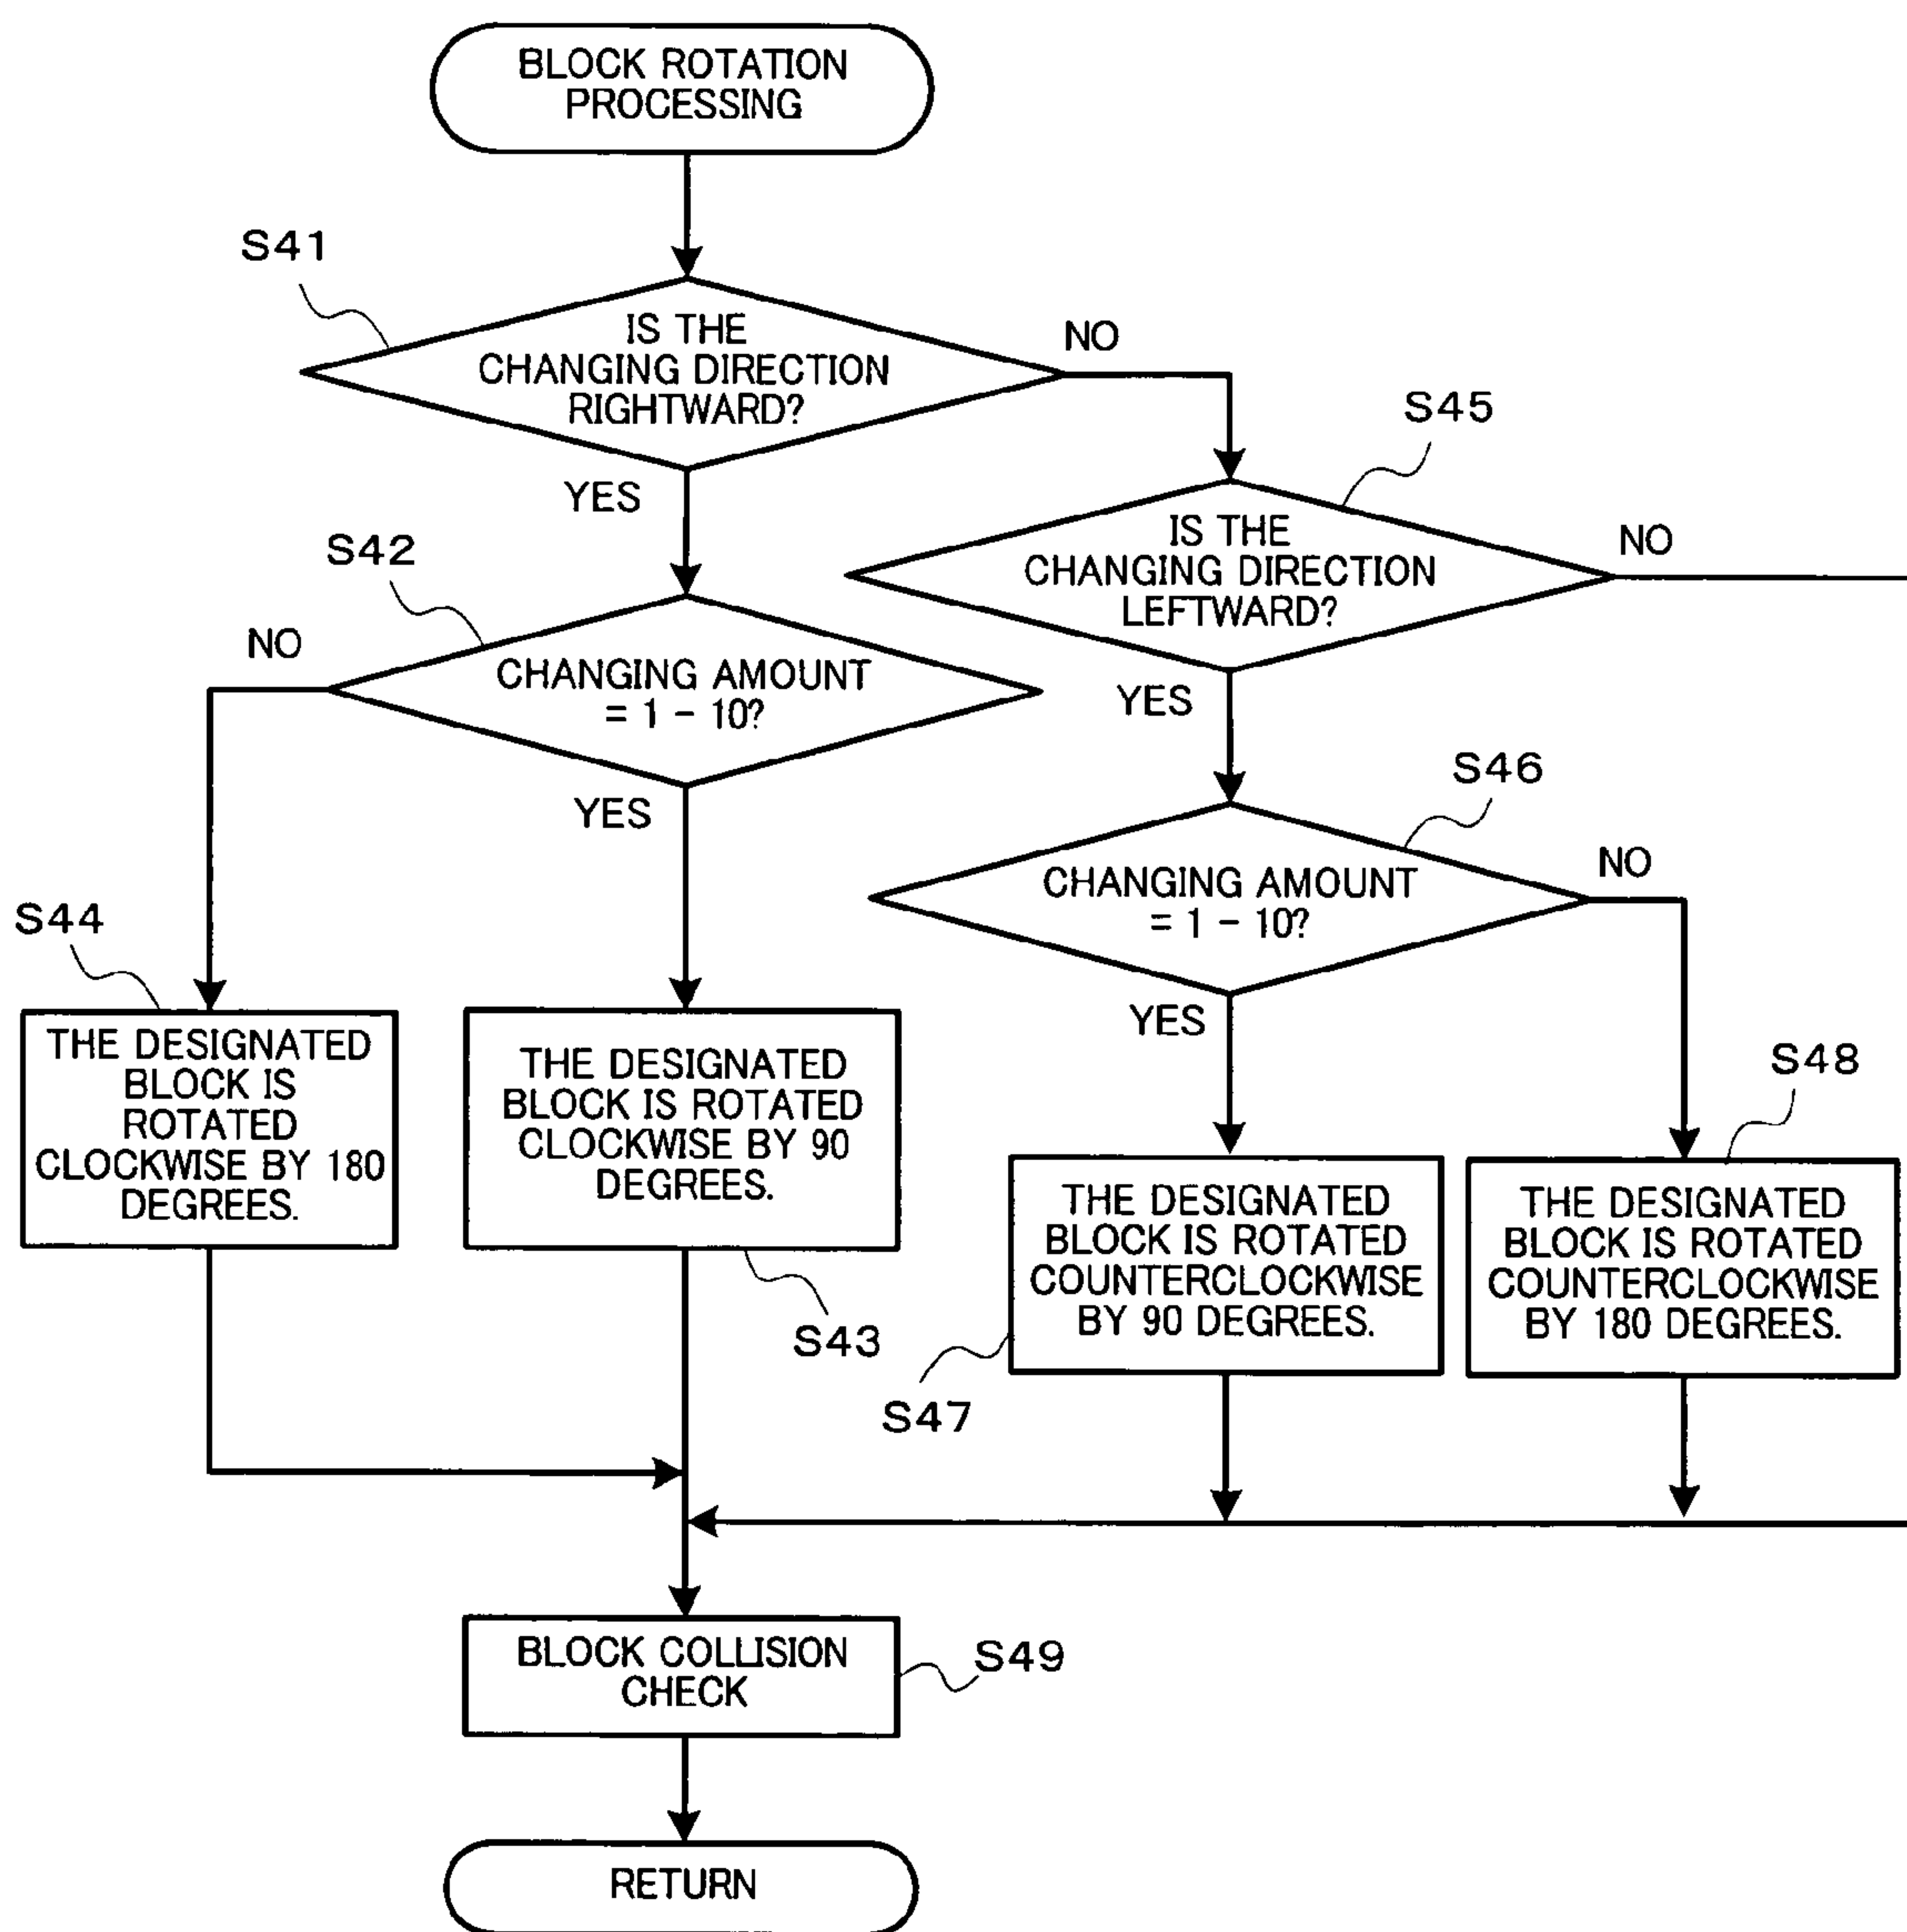 BLOCK ROTATION
PROCESSING
S41
IS THE
CHANGING DIRECTION
RIGHTWARD?
NO
YES
S45
IS THE
CHANGING DIRECTION
LEFTWARD?
NO
YES
S42
CHANGING AMOUNT
= 1 - 10?
NO
YES
S46
CHANGING AMOUNT
= 1 - 10?
NO
YES
S44
THE DESIGNATED
BLOCK IS
ROTATED
CLOCKWISE BY 180
DEGREES.
THE DESIGNATED
BLOCK IS ROTATED
CLOCKWISE BY 90
DEGREES.
S43
THE DESIGNATED
BLOCK IS ROTATED
COUNTERCLOCKWISE
BY 90 DEGREES.
S47
S48
THE DESIGNATED
BLOCK IS ROTATED
COUNTERCLOCKWISE
BY 180 DEGREES.
BLOCK COLLISION
CHECK
S49
RETURN